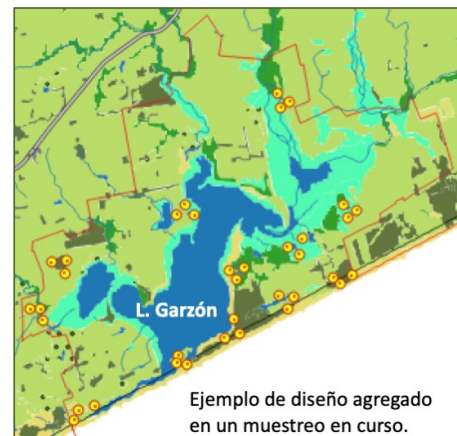 L. Garzón
Ejemplo de diseño agregado
en un muestreo en curso.